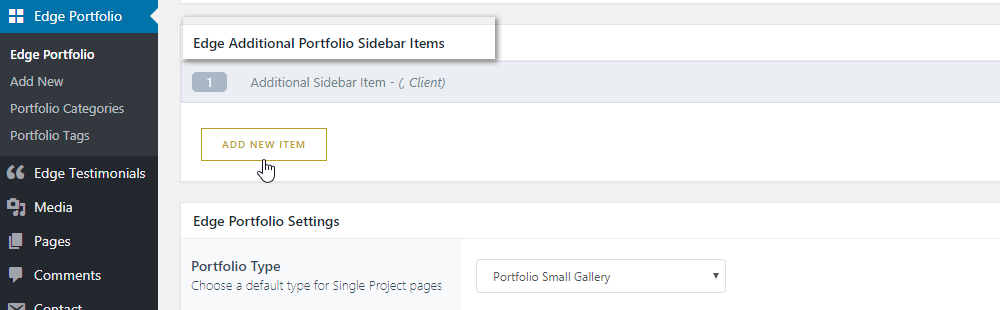 Edge Portfolio
Edge Portfolio
Add New
Portfolio Categories
Portfolio Tags
Edge Testimonials
Media
Pages
Comments
Contact
Edge Additional Portfolio Sidebar Items
1 Additional Sidebar Item - (, Client)
ADD NEW ITEM
Edge Portfolio Settings
Portfolio Type
Choose a default type for Single Project pages
Portfolio Small Gallery